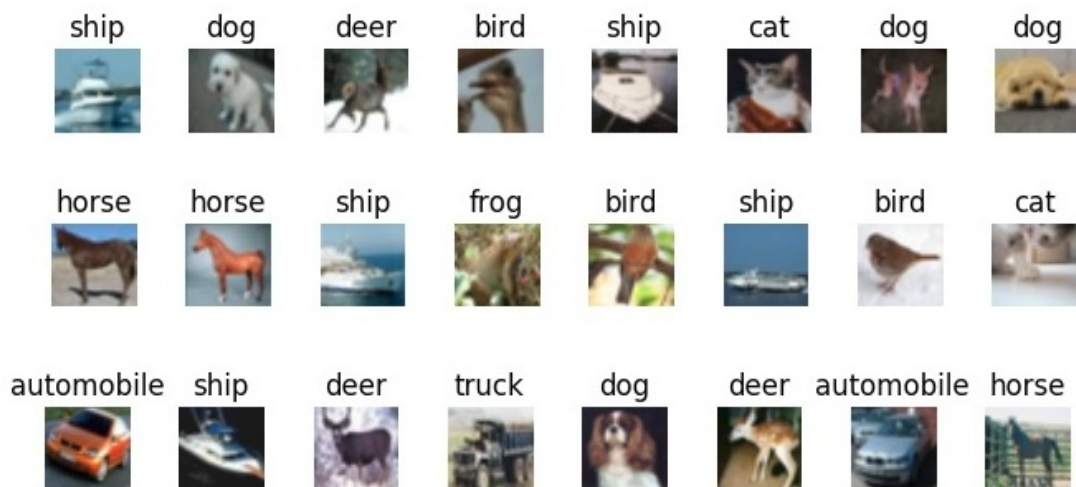 ship dog deer bird ship cat dog dog
horse horse ship frog bird ship bird cat
automobile ship deer truck dog deer automobile horse